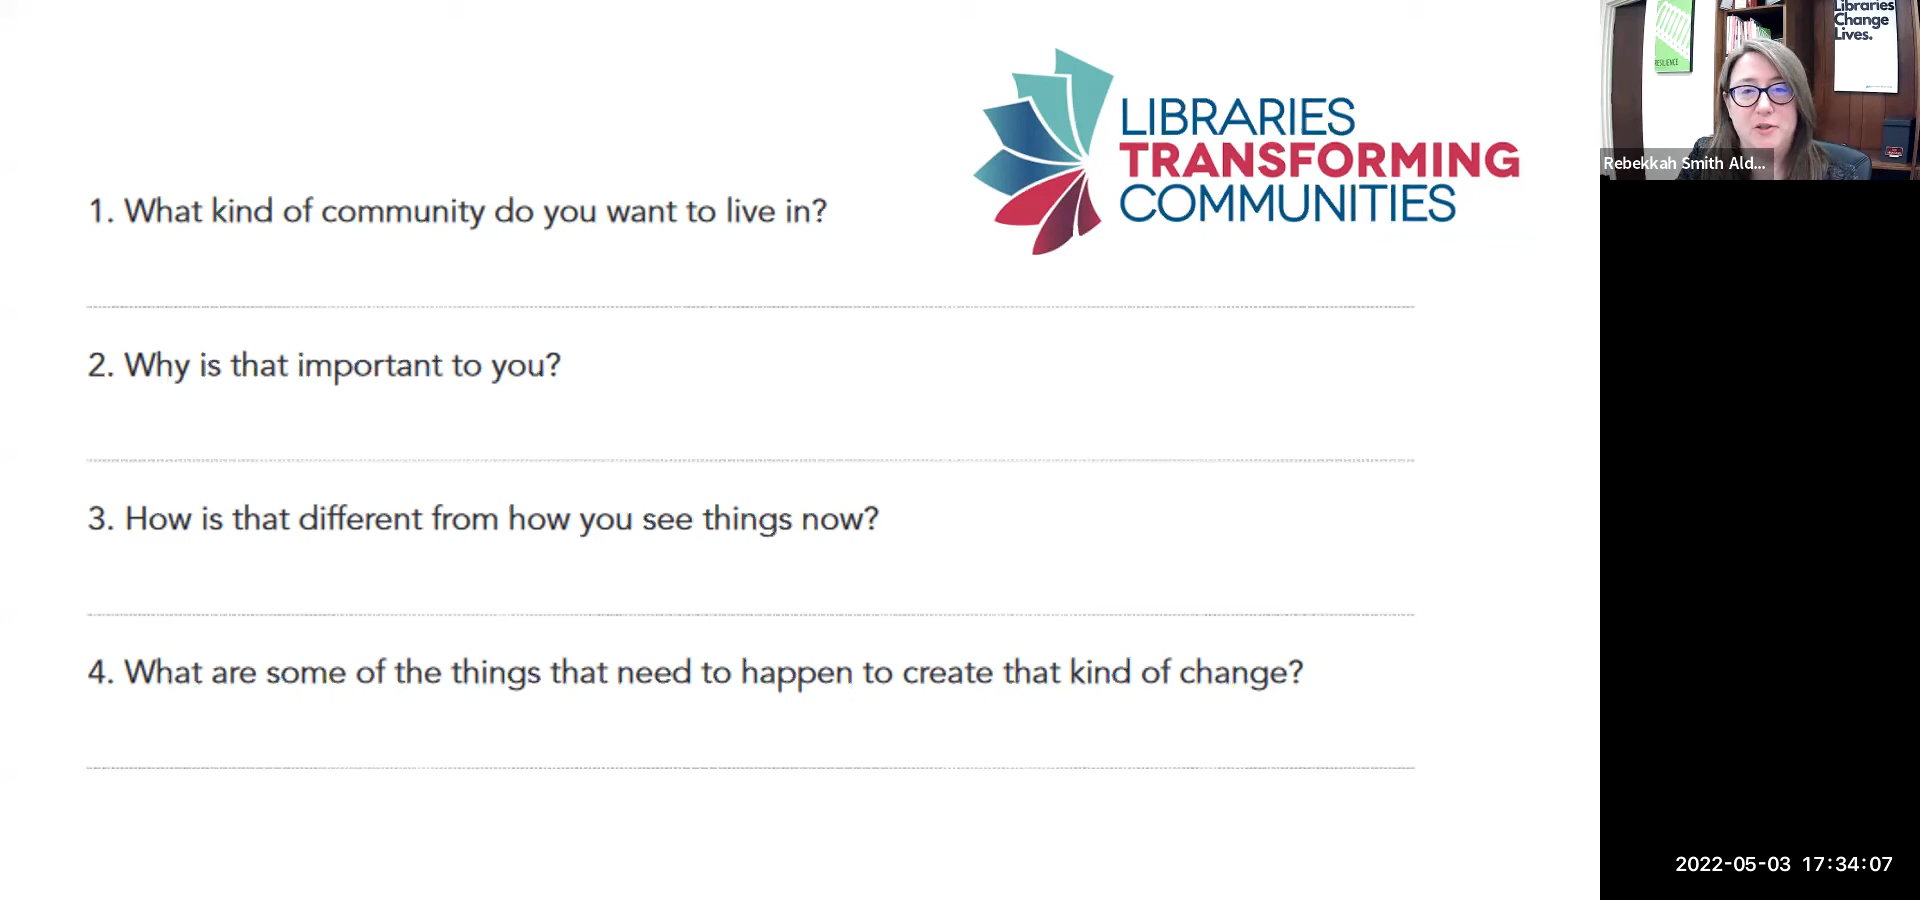 LIBRARIES
TRANSFORMING
COMMUNITIES
1. What kind of community do you want to live in?
2. Why is that important to you?
3. How is that different from how you see things now?
4. What are some of the things that need to happen to create that kind of change?
RESILIENCE
Libraries
Change
Lives.
Rebekkah Smith Ald...
2022-05-03 17:34:07